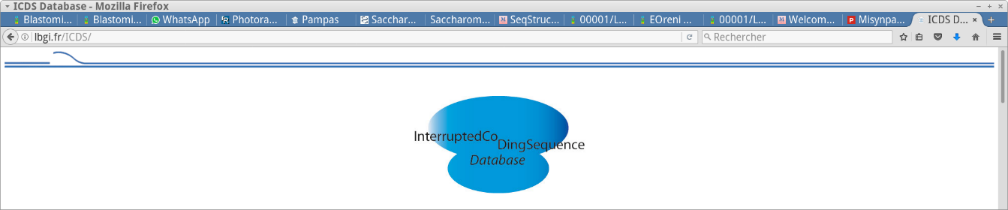 ICDS Database - Mozilla Firefox
Blastomi... Blastomi... WhatsApp Photora... Pampas Sacchar... Saccharom... SeqStruc... 00001/L... EOreni ... 00001/L... Welcom... Misynpa... ICDS D...
lbgi.fr/ICDS/ Rechercher
InterruptedCo
DingSequence
Database